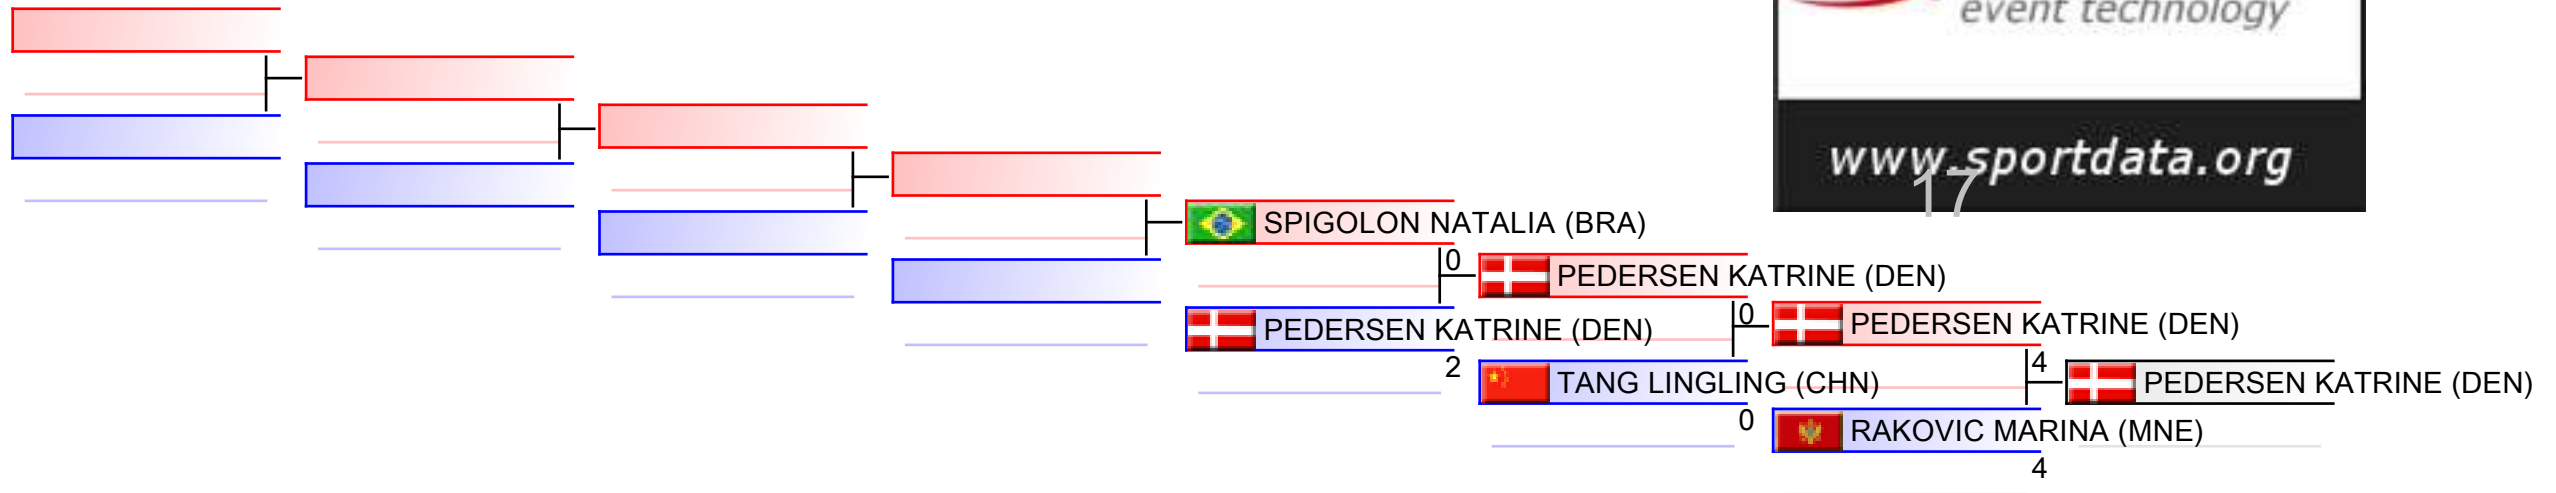 event technology
www.sportdata.org
17
SPIGOLON NATALIA (BRA)
0
PEDERSEN KATRINE (DEN)
PEDERSEN KATRINE (DEN)
2
0
PEDERSEN KATRINE (DEN)
TANG LINGLING (CHN)
0
4
PEDERSEN KATRINE (DEN)
RAKOVIC MARINA (MNE)
4